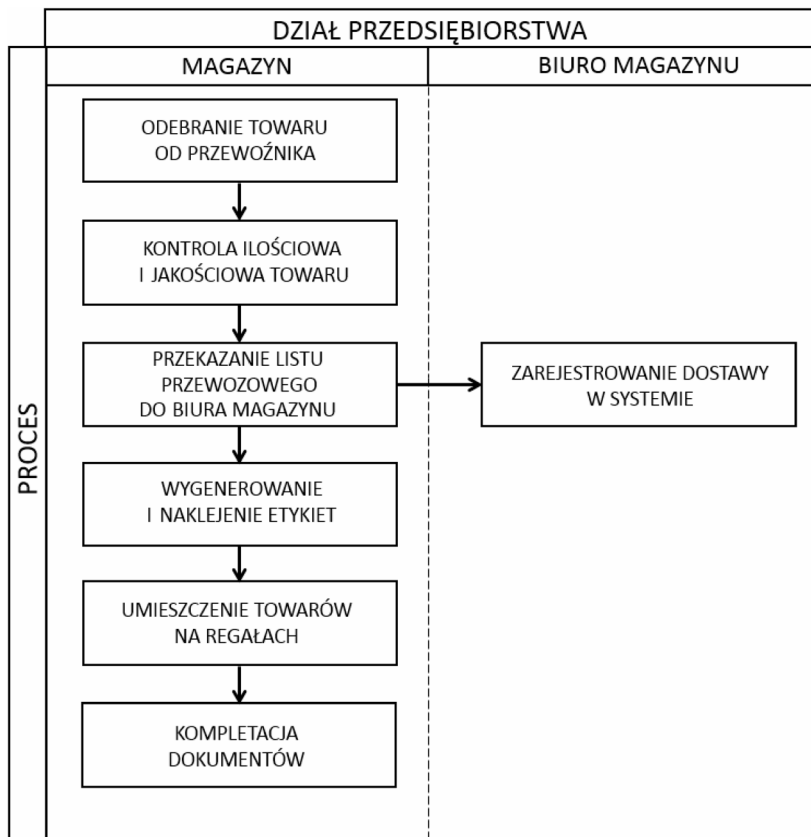 DZIAŁ PRZEDSIĘBIORSTWA
MAGAZYN
BIURO MAGAZYNU
PROCES
ODEBRANIE TOWARU
OD PRZEWOŹNIKA
KONTROLA ILOŚCIOWA
I JAKOŚCIOWA TOWARU
PRZEKAZANIE LISTU
PRZEWOZOWEGO
DO BIURA MAGAZYNU
ZAREJESTROWANIE DOSTAWY
W SYSTEMIE
WYGENEROWANIE
I NAKLEJENIE ETYKIET
UMIESZCZENIE TOWARÓW
NA REGAŁACH
KOMPLETACJA
DOKUMENTÓW